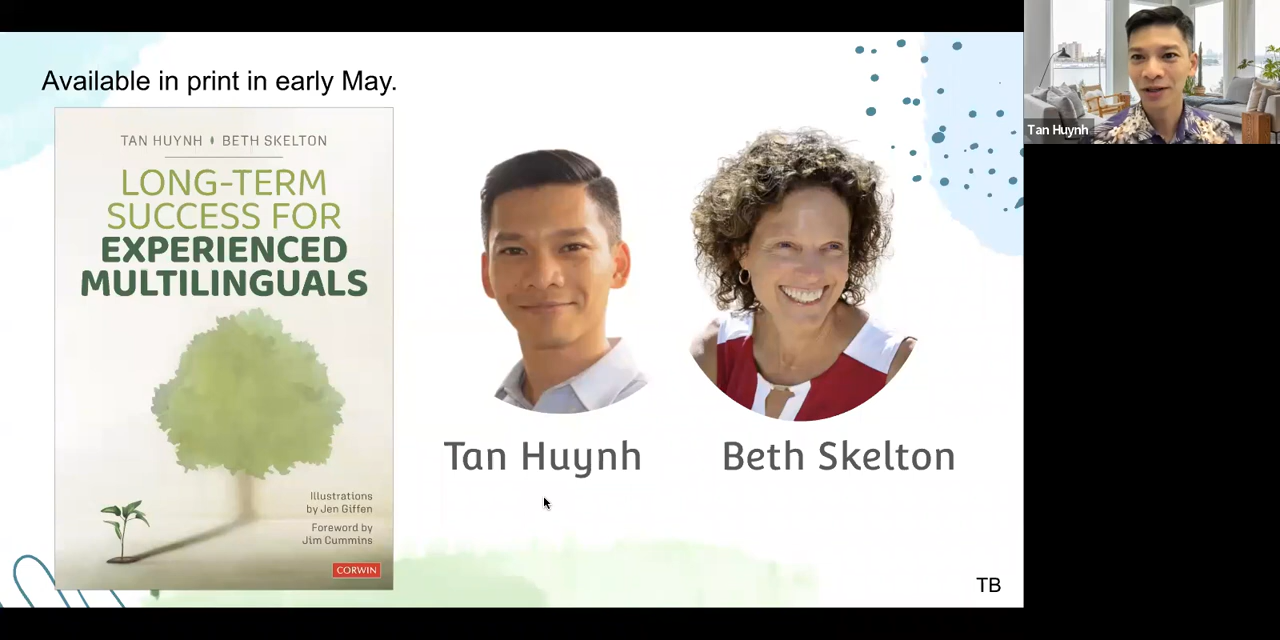 Available in print in early May.
TAN HUYNH • BETH SKELTON
LONG-TERM
SUCCESS FOR
EXPERIENCED
MULTILINGUALS
Illustrations
by Jen Giffen
Foreword by
Jim Cummins
CORWIN
Tan Huynh
Beth Skelton
TB
Tan Huynh